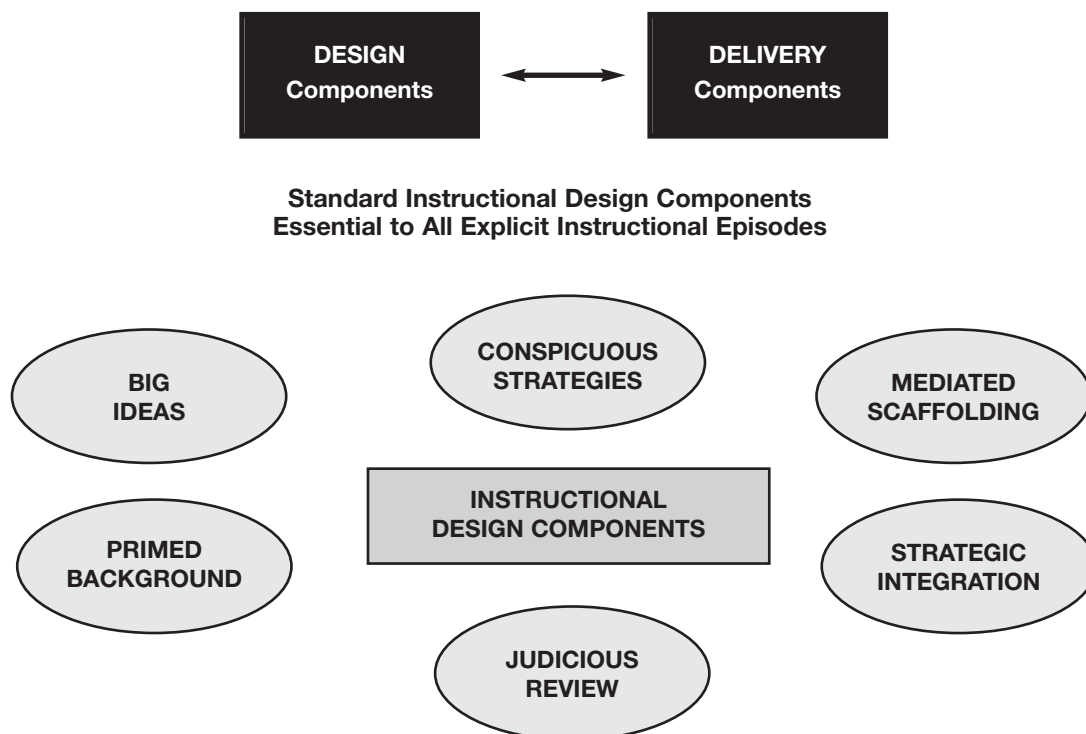 DESIGN
Components
DELIVERY
Components
Standard Instructional Design Components
Essential to All Explicit Instructional Episodes
BIG
IDEAS
CONSPICUOUS
STRATEGIES
MEDIATED
SCAFFOLDING
PRIMED
BACKGROUND
INSTRUCTIONAL
DESIGN COMPONENTS
STRATEGIC
INTEGRATION
JUDICIOUS
REVIEW